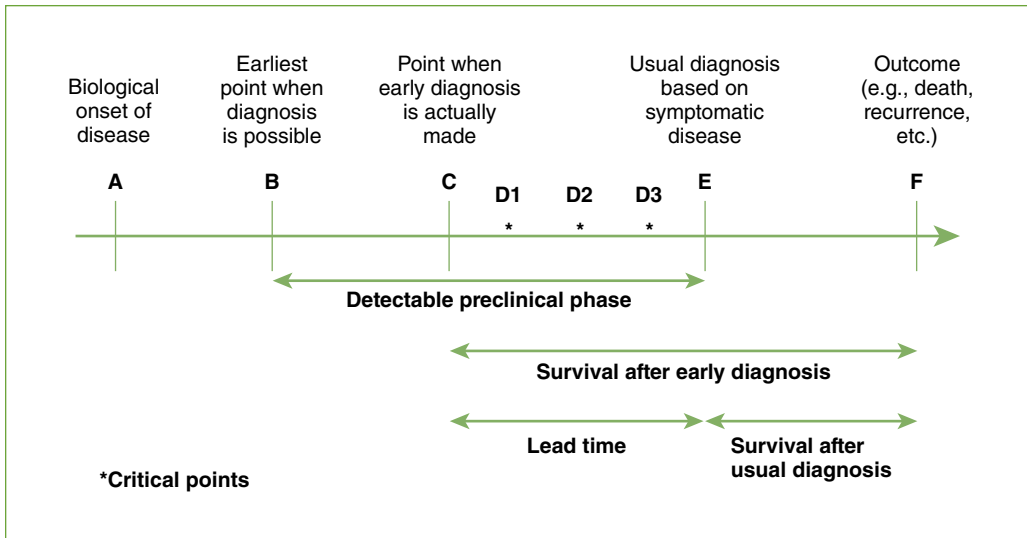 Biological
onset of
disease
Earliest
point when
diagnosis
is possible
Point when
early diagnosis
is actually
made
Usual diagnosis
based on
symptomatic
disease
Outcome
(e.g., death,
recurrence,
etc.)
A
B
C
D1
D2
D3
E
F
* * *
Detectable preclinical phase
Survival after early diagnosis
Lead time
Survival after
usual diagnosis
*Critical points